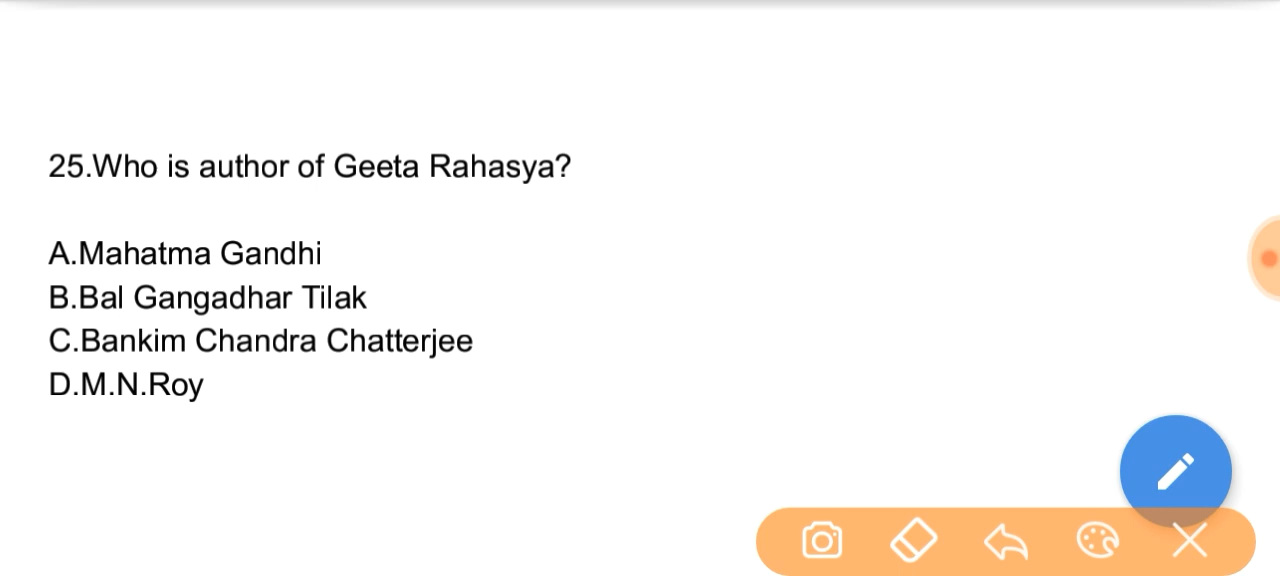 25.Who is author of Geeta Rahasya?
A.Mahatma Gandhi
B.Bal Gangadhar Tilak
C.Bankim Chandra Chatterjee
D.M.N.Roy